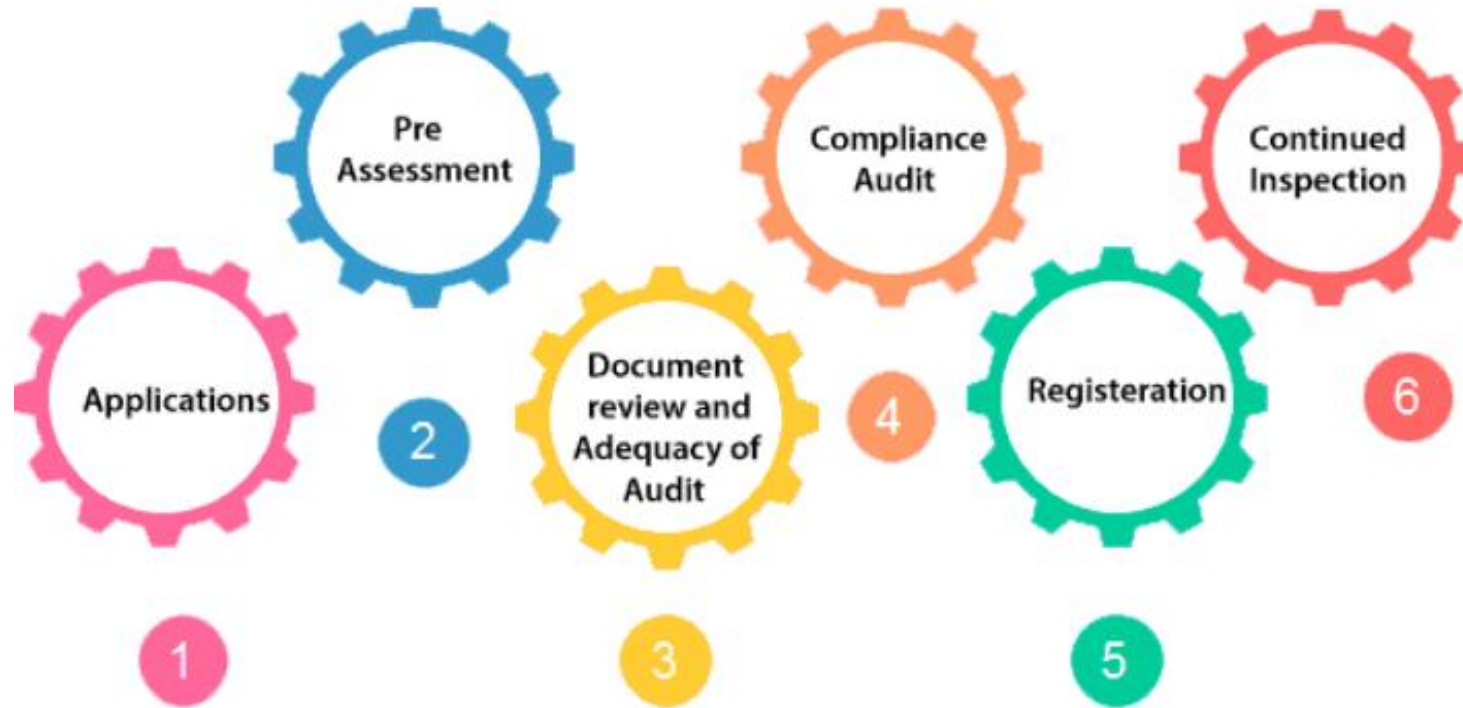 Applications
1
Pre
Assessment
2
Document
review and
Adequacy of
Audit
3
Compliance
Audit
4
Registeration
5
Continued
Inspection
6